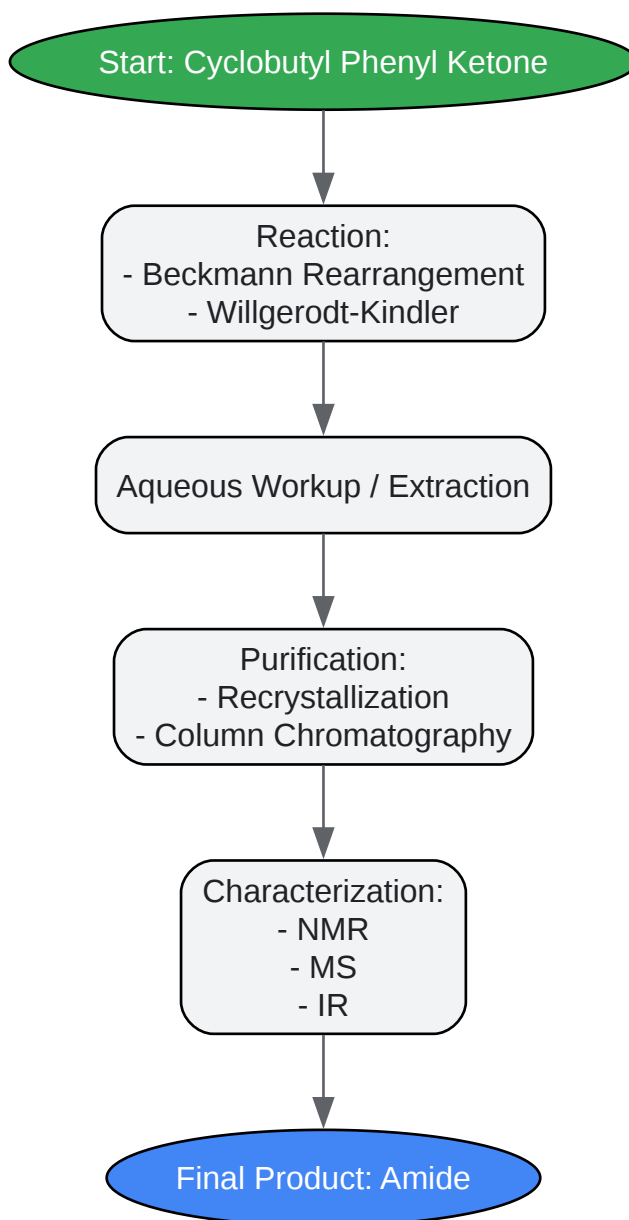 Start: Cyclobutyl Phenyl Ketone
Reaction:
- Beckmann Rearrangement
- Willgerodt-Kindler
Aqueous Workup / Extraction
Purification:
- Recrystallization
- Column Chromatography
Characterization:
- NMR
- MS
- IR
Final Product: Amide